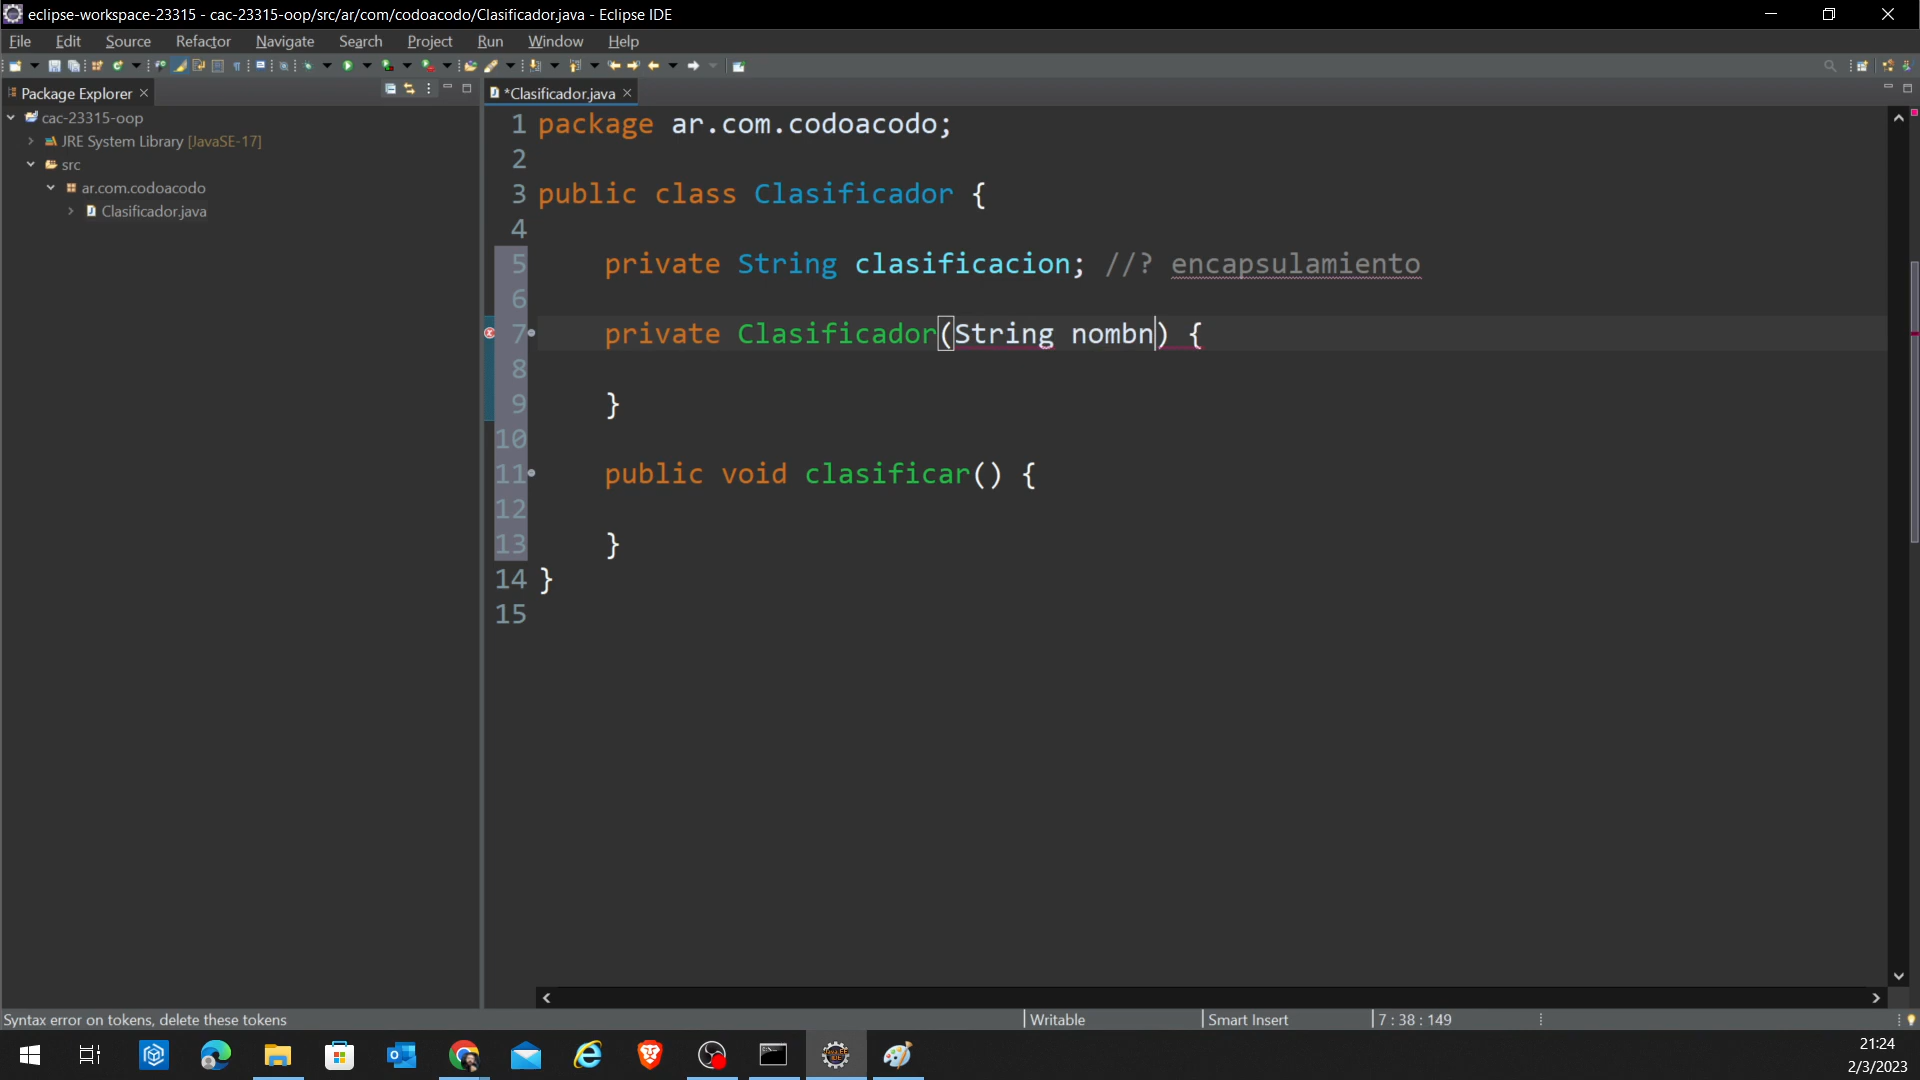 eclipse-workspace-23315 - cac-23315-oop/src/ar/com/codoacodo/Clasificador.java - Eclipse IDE
File Edit Source Refactor Navigate Search Project Run Window Help
Package Explorer
*Clasificador.java
cac-23315-oop
JRE System Library [JavaSE-17]
src
ar.com.codoacodo
Clasificador.java
1 package ar.com.codoacodo;
2
3 public class Clasificador {
4
5 private String clasificacion; //? encapsulamiento
6
7 private Clasificador(String nombn) {
8
9 }
10
11 public void clasificar() {
12
13 }
14 }
15
Syntax error on tokens, delete these tokens
Writable
Smart Insert
7 : 38 : 149
21:24
2/3/2023